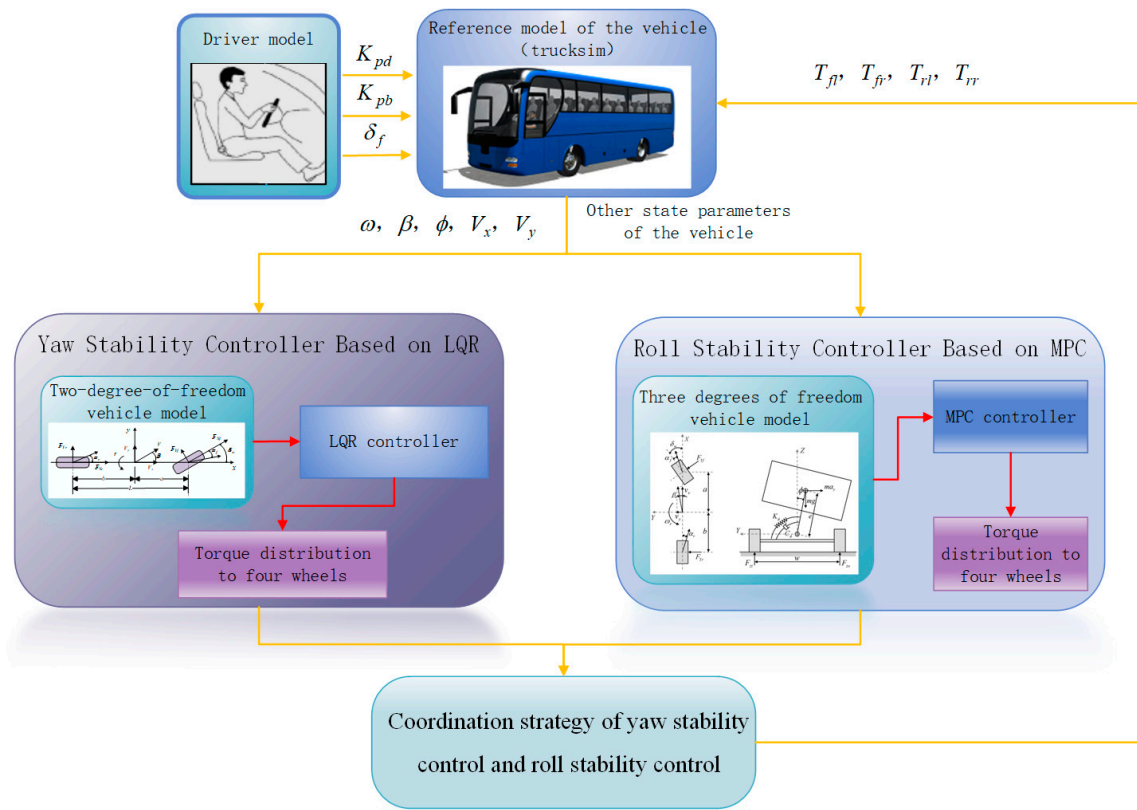 Driver model
Reference model of the vehicle
(trucksim)
K_pd
K_pb
δ_f
T_fl, T_fr, T_rl, T_rr
ω, β, φ, V_x, V_y
Other state parameters
of the vehicle
Yaw Stability Controller Based on LQR
Two-degree-of-freedom
vehicle model
LQR controller
Torque distribution
to four wheels
Roll Stability Controller Based on MPC
Three degrees of freedom
vehicle model
MPC controller
Torque
distribution to
four wheels
Coordination strategy of yaw stability
control and roll stability control